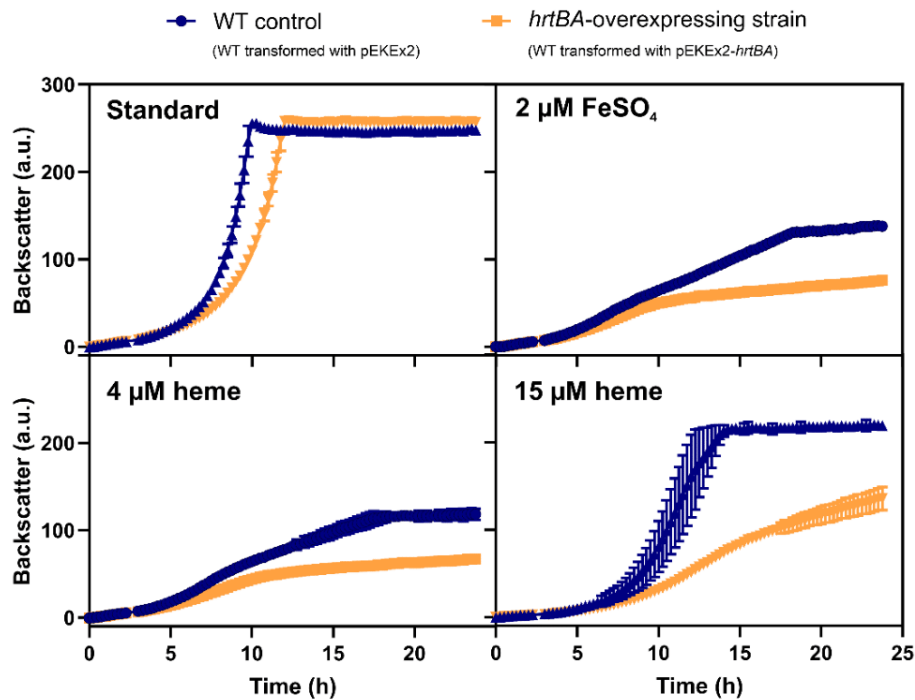 WT control
(WT transformed with pEKEx2)
hrtBA-overexpressing strain
(WT transformed with pEKEx2-hrtBA)
Standard
2 µM FeSO₄
300
200
100
0
Backscatter (a.u.)
4 µM heme
15 µM heme
200
100
0
Backscatter (a.u.)
0 5 10 15 20
0 5 10 15 20 25
Time (h)
Time (h)